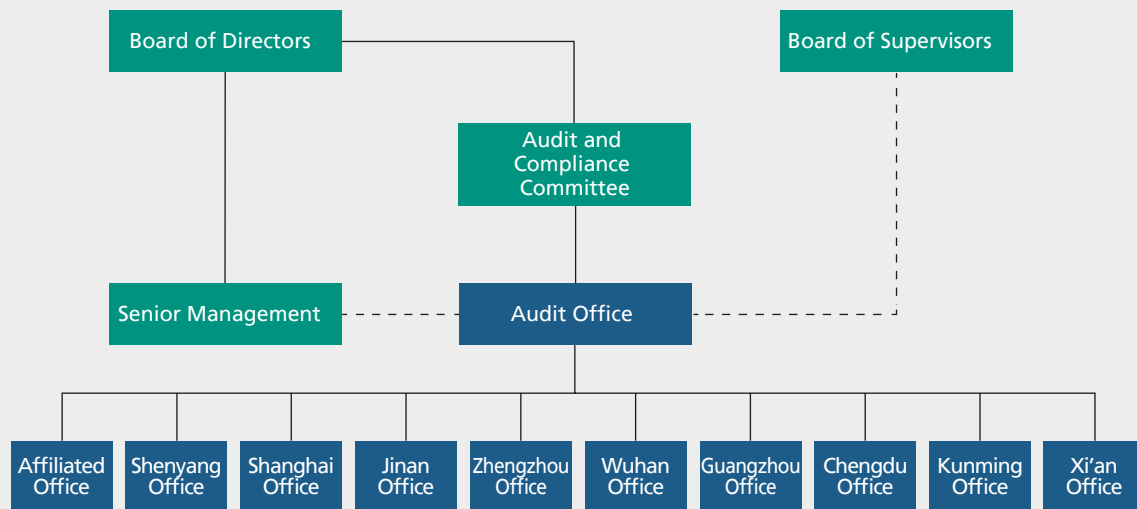 Board of Directors
Board of Supervisors
Audit and
Compliance
Committee
Senior Management
Audit Office
Affiliated
Office
Shenyang
Office
Shanghai
Office
Jinan
Office
Zhengzhou
Office
Wuhan
Office
Guangzhou
Office
Chengdu
Office
Kunming
Office
Xi'an
Office